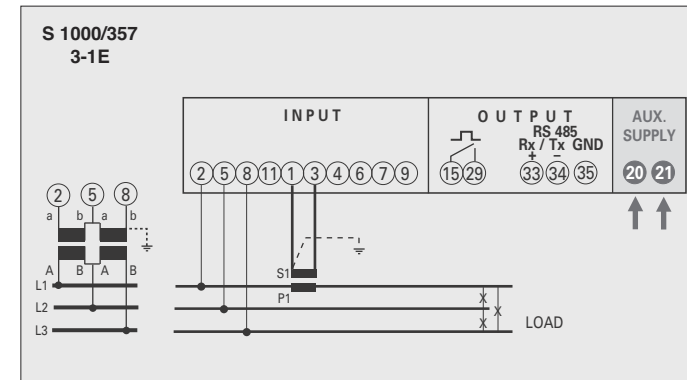 S 1000/357
3-1E
INPUT
OUTPUT
RS 485
Rx / Tx GND
+ −
AUX.
SUPPLY
2 5 8 11 1 3 4 6 7 9
15 29
33 34 35
20 21
2 5 8
a b a b
A B A B
L1
L2
L3
S1
P1
X
X
X
LOAD